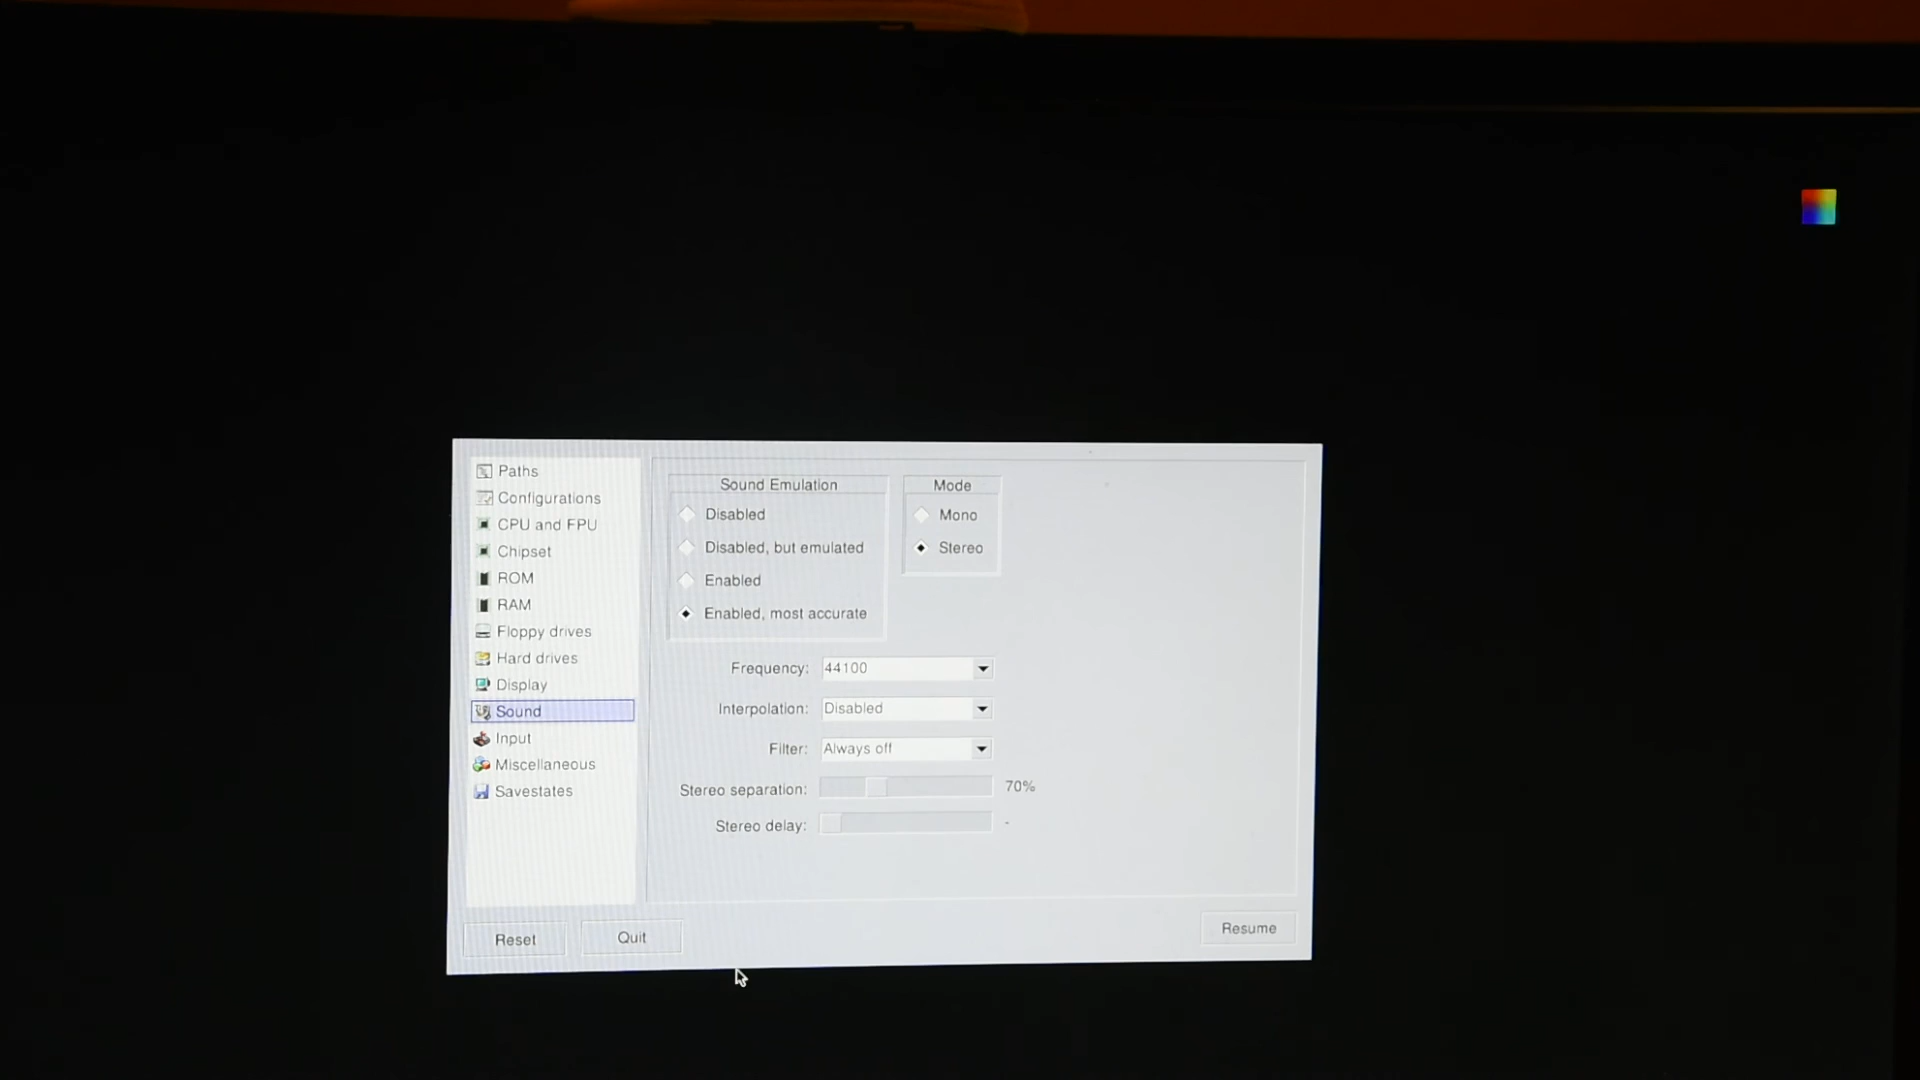 Paths
Configurations
CPU and FPU
Chipset
ROM
RAM
Floppy drives
Hard drives
Display
Sound
Input
Miscellaneous
Savestates
Sound Emulation
Disabled
Disabled, but emulated
Enabled
Enabled, most accurate
Mode
Mono
Stereo
Frequency: 44100
Interpolation: Disabled
Filter: Always off
Stereo separation: 70%
Stereo delay: -
Reset
Quit
Resume